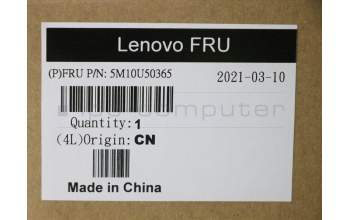 Lenovo FRU
(P)FRU P/N: 5M10U50365 2021-03-10
Quantity:1
(4L)Origin:CN
Made in China